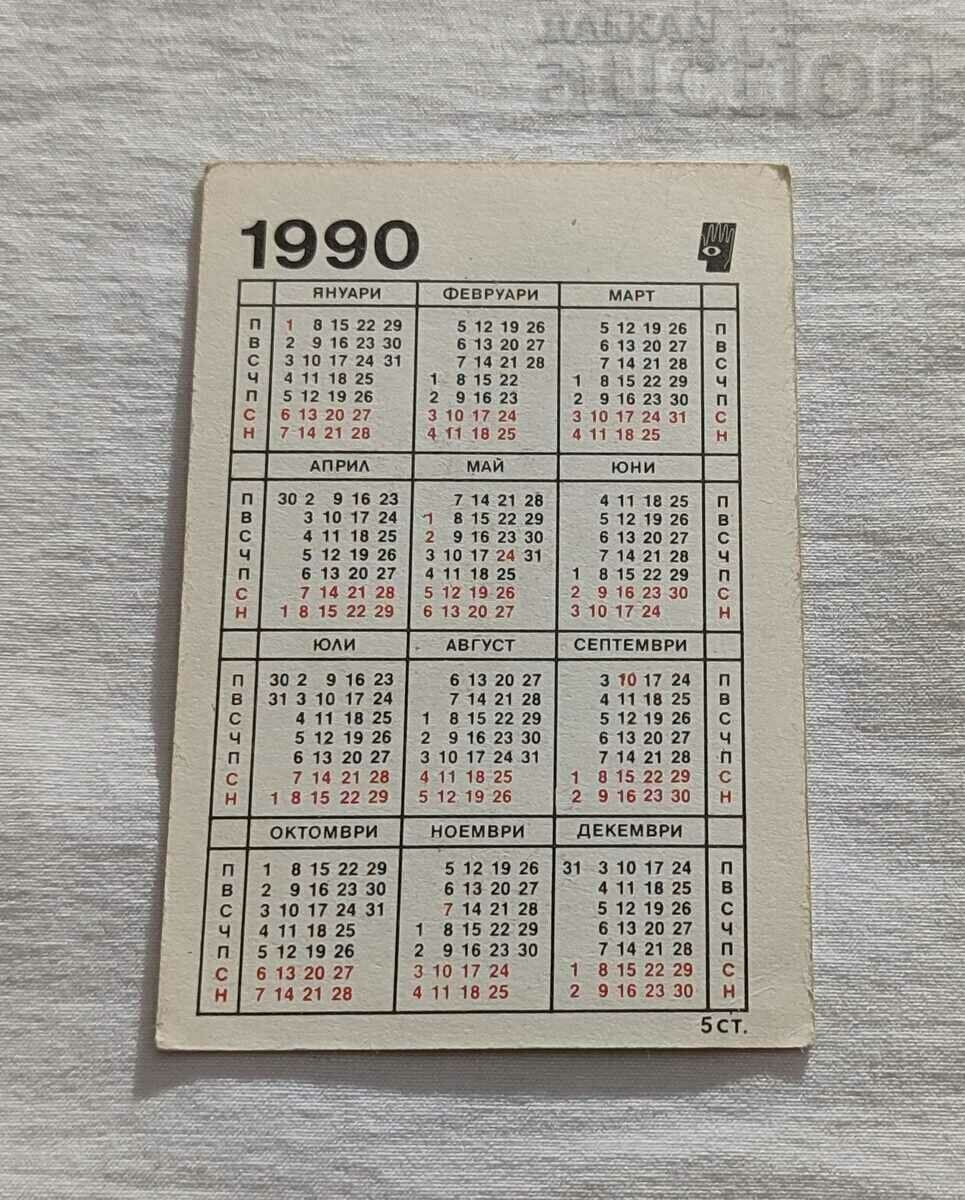 1990
ЯНУАРИ ФЕВРУАРИ МАРТ
П 1 8 15 22 29 5 12 19 26 5 12 19 26 П
В 2 9 16 23 30 6 13 20 27 6 13 20 27 В
С 3 10 17 24 31 7 14 21 28 7 14 21 28 С
Ч 4 11 18 25 1 8 15 22 1 8 15 22 29 Ч
П 5 12 19 26 2 9 16 23 2 9 16 23 30 П
С 6 13 20 27 3 10 17 24 3 10 17 24 31 С
Н 7 14 21 28 4 11 18 25 4 11 18 25 Н
АПРИЛ МАЙ ЮНИ
П 30 2 9 16 23 7 14 21 28 4 11 18 25 П
В 3 10 17 24 1 8 15 22 29 5 12 19 26 В
С 4 11 18 25 2 9 16 23 30 6 13 20 27 С
Ч 5 12 19 26 3 10 17 24 31 7 14 21 28 Ч
П 6 13 20 27 4 11 18 25 1 8 15 22 29 П
С 7 14 21 28 5 12 19 26 2 9 16 23 30 С
Н 1 8 15 22 29 6 13 20 27 3 10 17 24 Н
ЮЛИ АВГУСТ СЕПТЕМВРИ
П 30 2 9 16 23 6 13 20 27 3 10 17 24 П
В 31 3 10 17 24 7 14 21 28 4 11 18 25 В
С 4 11 18 25 1 8 15 22 29 5 12 19 26 С
Ч 5 12 19 26 2 9 16 23 30 6 13 20 27 Ч
П 6 13 20 27 3 10 17 24 31 7 14 21 28 П
С 7 14 21 28 4 11 18 25 1 8 15 22 29 С
Н 1 8 15 22 29 5 12 19 26 2 9 16 23 30 Н
ОКТОМВРИ НОЕМВРИ ДЕКЕМВРИ
П 1 8 15 22 29 5 12 19 26 31 3 10 17 24 П
В 2 9 16 23 30 6 13 20 27 4 11 18 25 В
С 3 10 17 24 31 7 14 21 28 5 12 19 26 С
Ч 4 11 18 25 1 8 15 22 29 6 13 20 27 Ч
П 5 12 19 26 2 9 16 23 30 7 14 21 28 П
С 6 13 20 27 3 10 17 24 1 8 15 22 29 С
Н 7 14 21 28 4 11 18 25 2 9 16 23 30 Н
5 СТ.